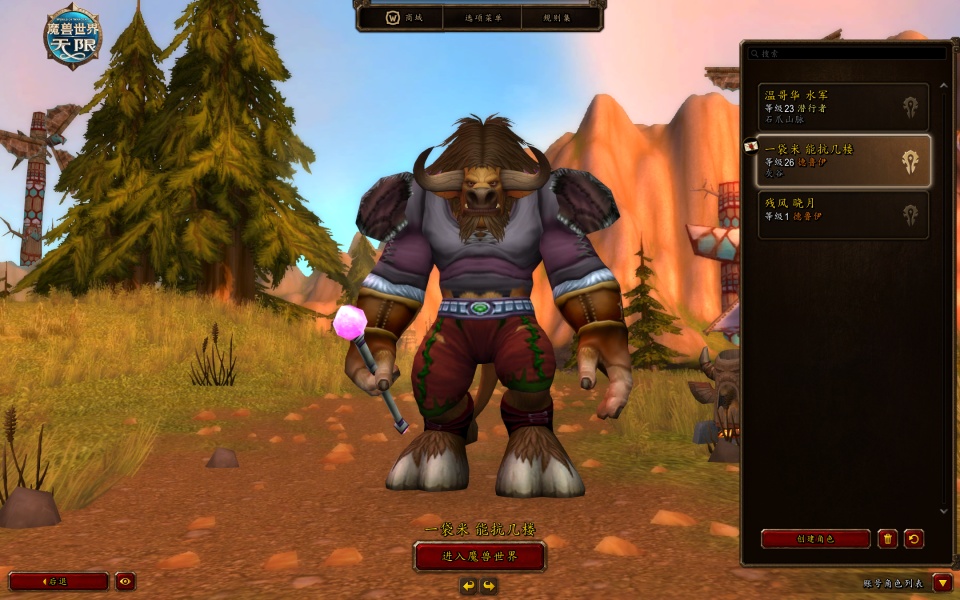 魔兽世界
无限
商城
选项菜单
规则集
搜索
温哥华 水军
等级23 潜行者
石爪山脉
一袋米 能抗几楼
等级26 德鲁伊
灰谷
残风 晓月
等级1 德鲁伊
一袋米 能抗几楼
进入魔兽世界
创建角色
后退
账号角色列表